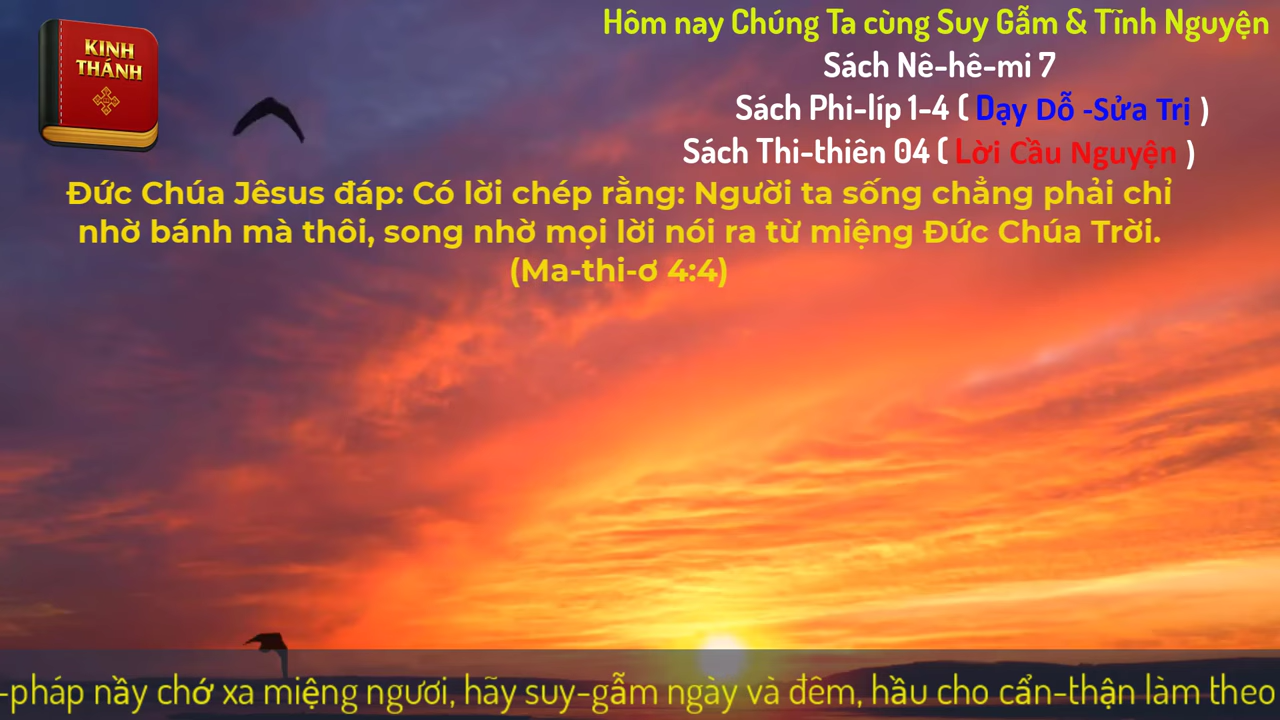 KINH
THÁNH
Hôm nay Chúng Ta cùng Suy Gẫm & Tĩnh Nguyện
Sách Nê-hê-mi 7
Sách Phi-líp 1-4 ( Dạy Dỗ -Sửa Trị )
Sách Thi-thiên 04 ( Lời Cầu Nguyện )
Đức Chúa Jêsus đáp: Có lời chép rằng: Người ta sống chẳng phải chỉ
nhờ bánh mà thôi, song nhờ mọi lời nói ra từ miệng Đức Chúa Trời.
(Ma-thi-ơ 4:4)
-pháp nầy chớ xa miệng ngươi, hãy suy-gẫm ngày và đêm, hầu cho cẩn-thận làm theo